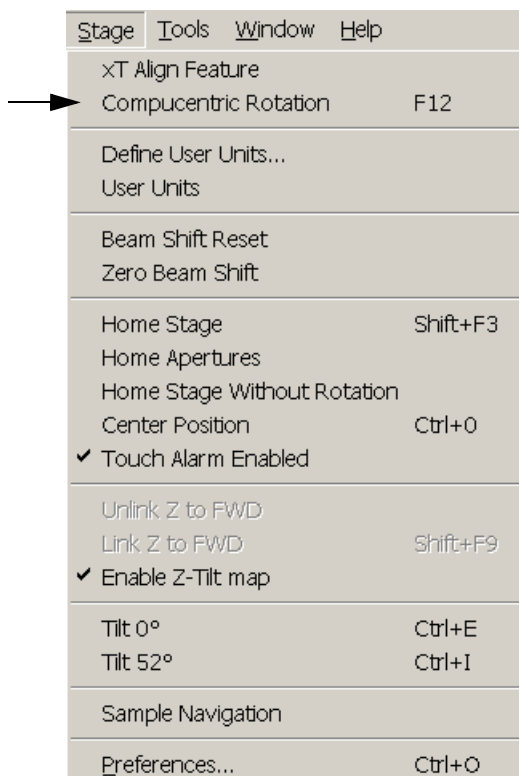 Stage Tools Window Help
xT Align Feature
Compucentric Rotation F12
Define User Units...
User Units
Beam Shift Reset
Zero Beam Shift
Home Stage Shift+F3
Home Apertures
Home Stage Without Rotation
Center Position Ctrl+0
✓ Touch Alarm Enabled
Unlink Z to FWD
Link Z to FWD Shift+F9
✓ Enable Z-Tilt map
Tilt 0° Ctrl+E
Tilt 52° Ctrl+I
Sample Navigation
Preferences... Ctrl+O